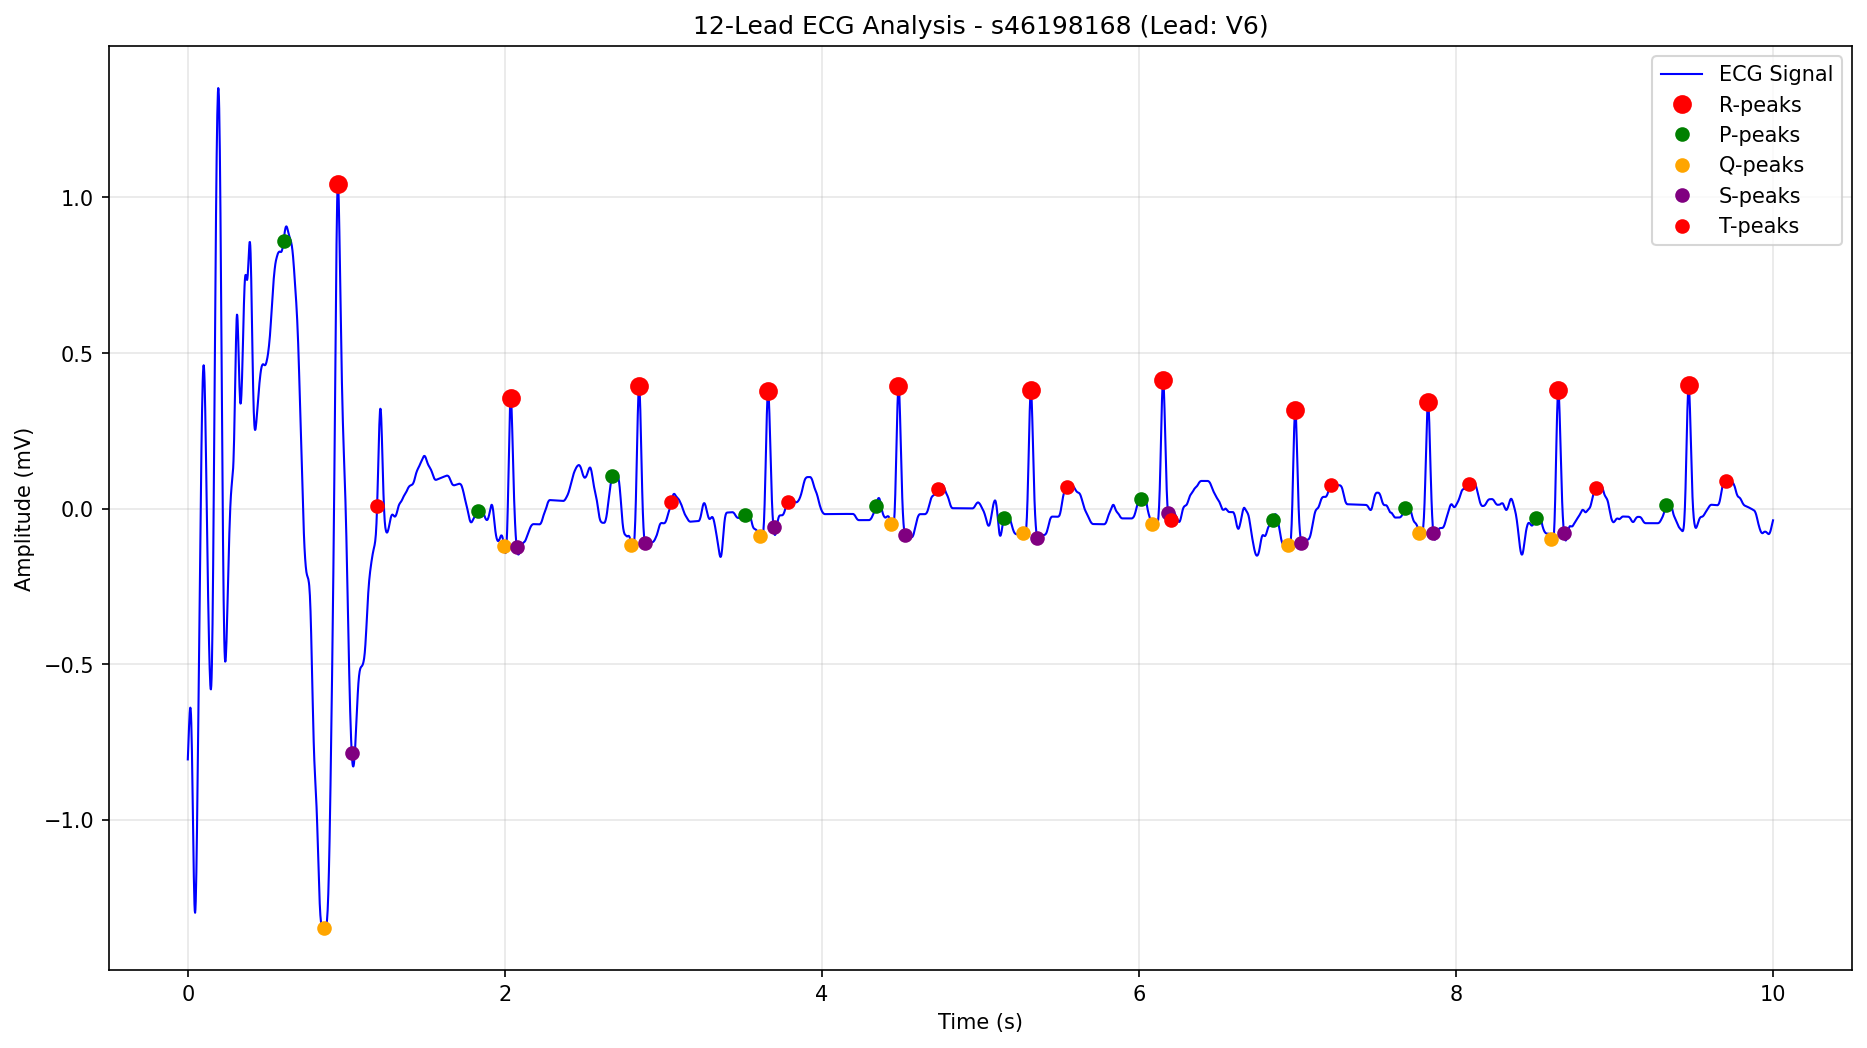 12-Lead ECG Analysis - s46198168 (Lead: V6)
ECG Signal
R-peaks
P-peaks
Q-peaks
S-peaks
T-peaks
Amplitude (mV)
1.0
0.5
0.0
−0.5
−1.0
0 2 4 6 8 10
Time (s)